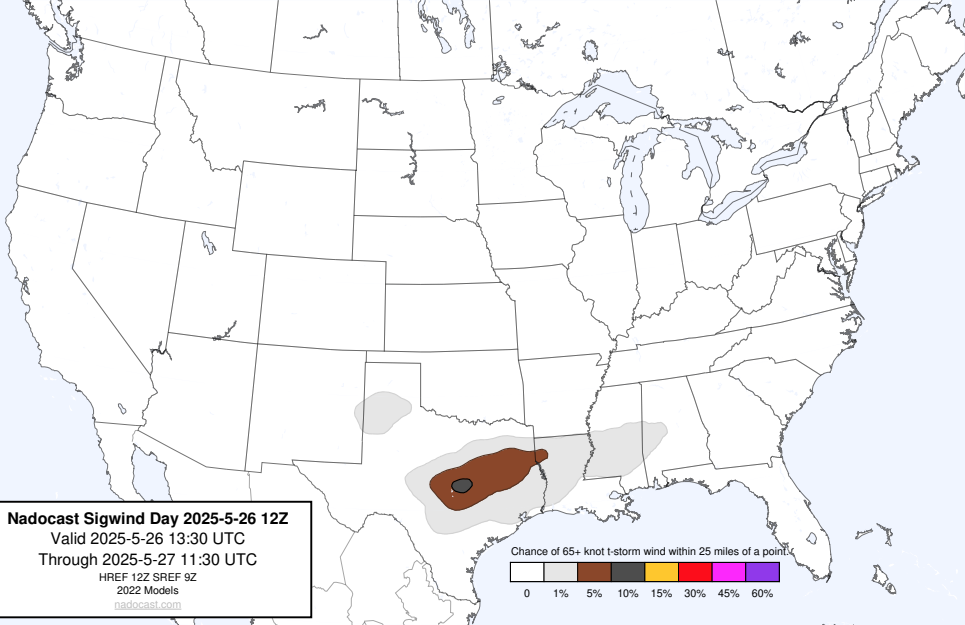 Nadocast Sigwind Day 2025-5-26 12Z
Valid 2025-5-26 13:30 UTC
Through 2025-5-27 11:30 UTC
HREF 12Z SREF 9Z
2022 Models
nadocast.com
Chance of 65+ knot t-storm wind within 25 miles of a point.
0 1% 5% 10% 15% 30% 45% 60%